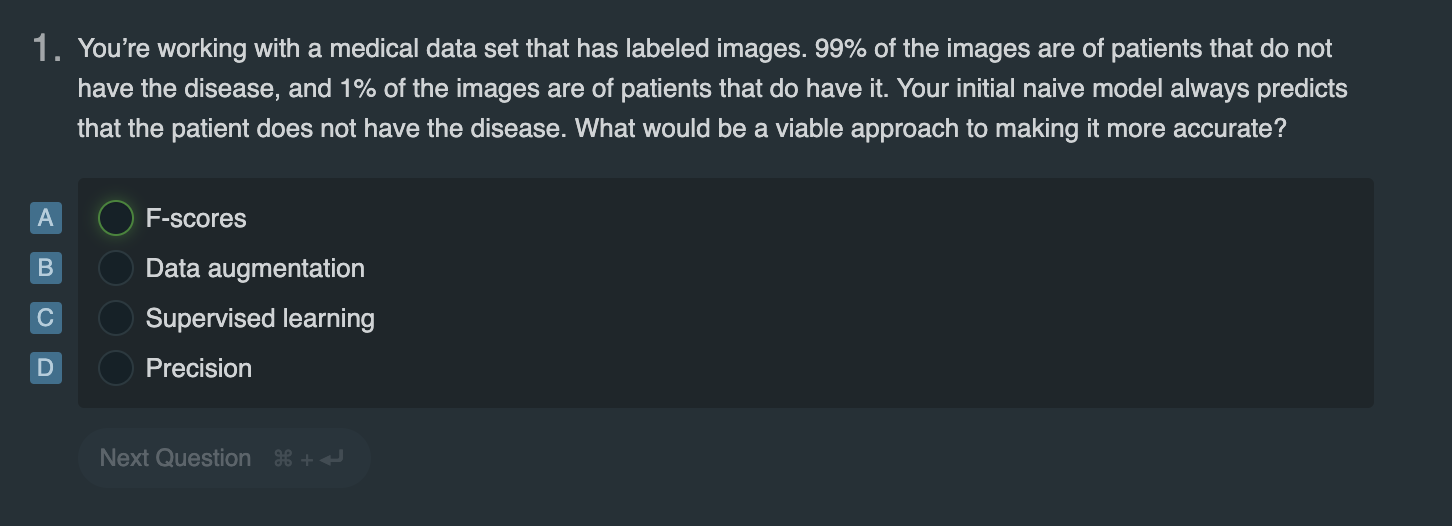 1. You’re working with a medical data set that has labeled images. 99% of the images are of patients that do not
have the disease, and 1% of the images are of patients that do have it. Your initial naive model always predicts
that the patient does not have the disease. What would be a viable approach to making it more accurate?
A F-scores
B Data augmentation
C Supervised learning
D Precision
Next Question ⌘ + ↵